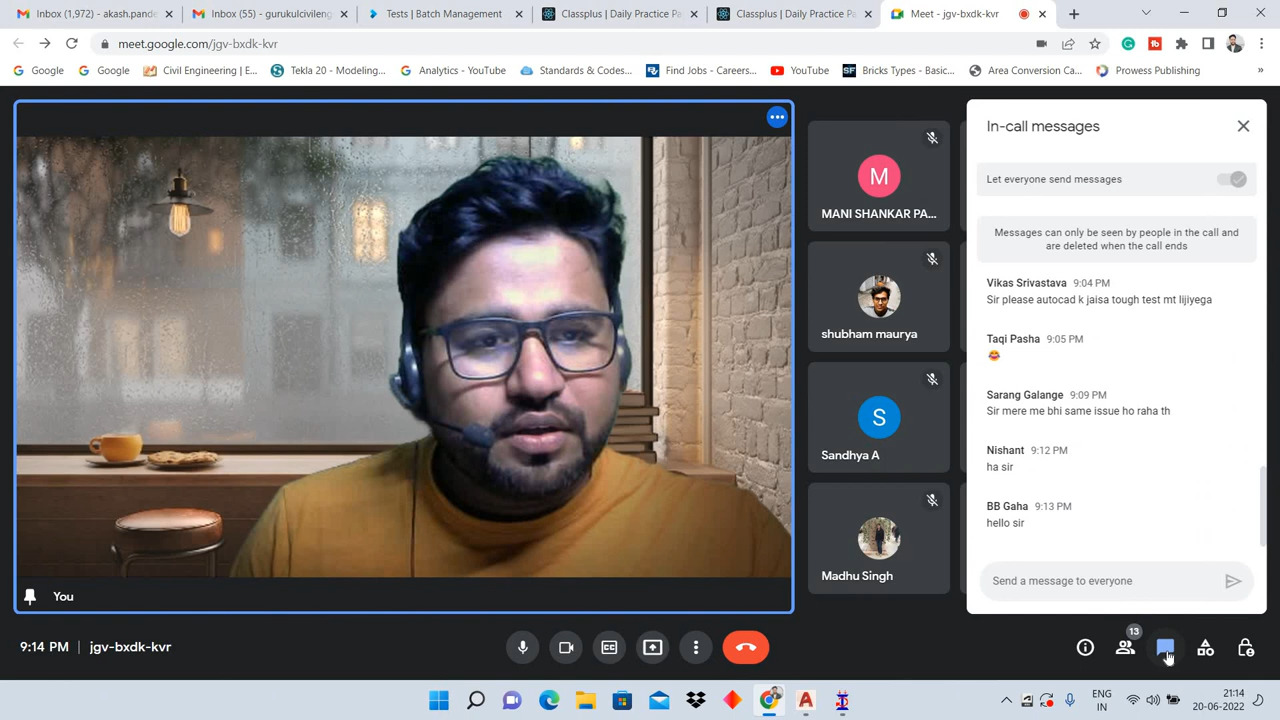 Inbox (1,972) - akash.pande
Inbox (55) - gurukulcivileng
Tests | Batch Management
Classplus | Daily Practice Pa
Classplus | Daily Practice Pa
Meet - jgv-bxdk-kvr
meet.google.com/jgv-bxdk-kvr
Google
Google
Civil Engineering | E...
Tekla 20 - Modeling...
Analytics - YouTube
Standards & Codes...
Find Jobs - Careers...
YouTube
Bricks Types - Basic...
Area Conversion Ca...
Prowess Publishing
»
M
MANI SHANKAR PA...
shubham maurya
S
Sandhya A
Madhu Singh
You
In-call messages
Let everyone send messages
Messages can only be seen by people in the call and
are deleted when the call ends
Vikas Srivastava 9:04 PM
Sir please autocad k jaisa tough test mt lijiyega
Taqi Pasha 9:05 PM
😂
Sarang Galange 9:09 PM
Sir mere me bhi same issue ho raha th
Nishant 9:12 PM
ha sir
BB Gaha 9:13 PM
hello sir
Send a message to everyone
9:14 PM | jgv-bxdk-kvr
CC
13
A
ENG
IN
21:14
20-06-2022